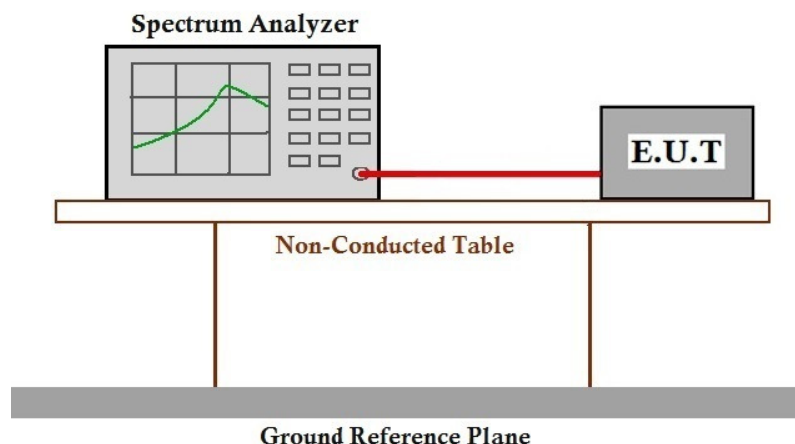 Spectrum Analyzer
E.U.T
Non-Conducted Table
Ground Reference Plane